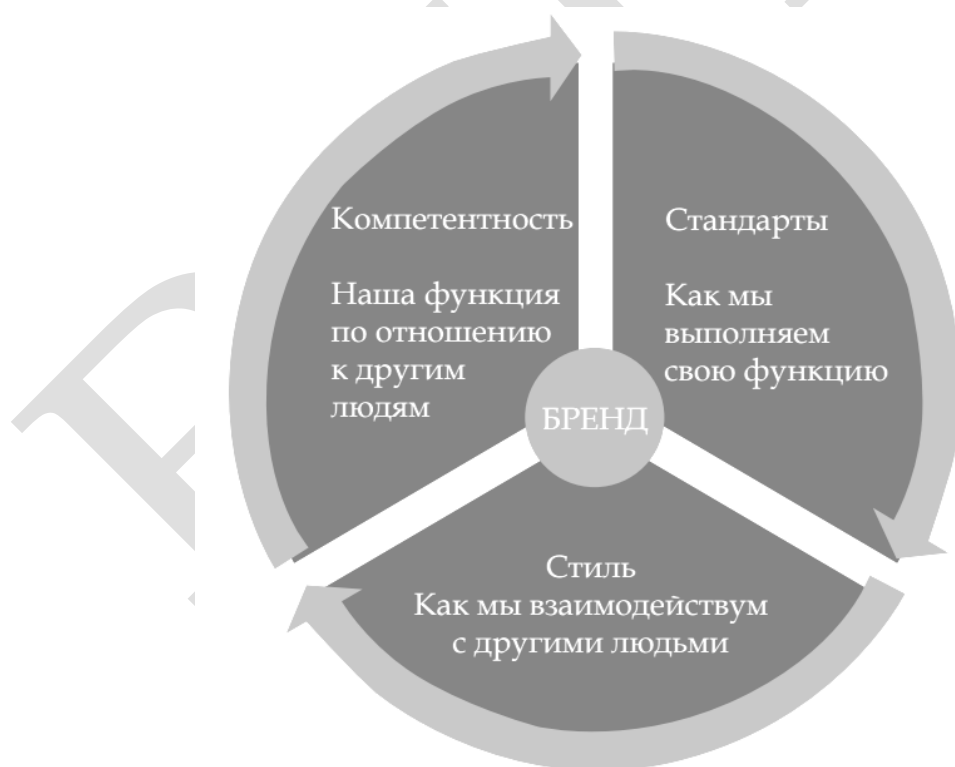 Компетентность
Наша функция
по отношению
к другим
людям
Стандарты
Как мы
выполняем
свою функцию
БРЕНД
Стиль
Как мы взаимодействум
с другими людьми